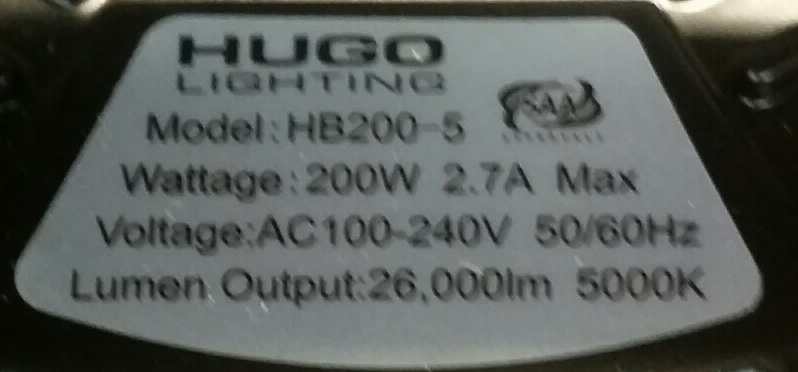 HUGO
LIGHTING
SAA
Model:HB200-5
Wattage:200W 2.7A Max
Voltage:AC100-240V 50/60Hz
Lumen Output:26,000lm 5000K